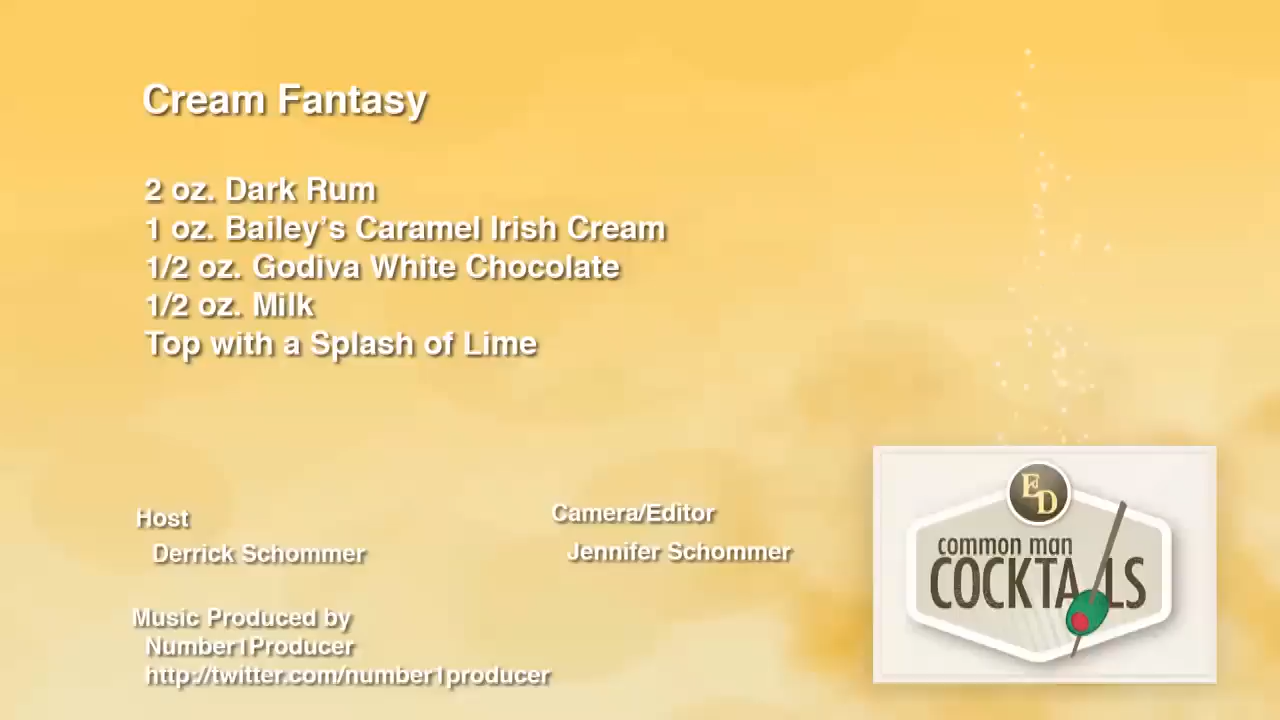 Cream Fantasy
2 oz. Dark Rum
1 oz. Bailey's Caramel Irish Cream
1/2 oz. Godiva White Chocolate
1/2 oz. Milk
Top with a Splash of Lime
Host
Derrick Schommer
Camera/Editor
Jennifer Schommer
Music Produced by
Number1Producer
http://twitter.com/number1producer
ED
common man
COCKTAILS